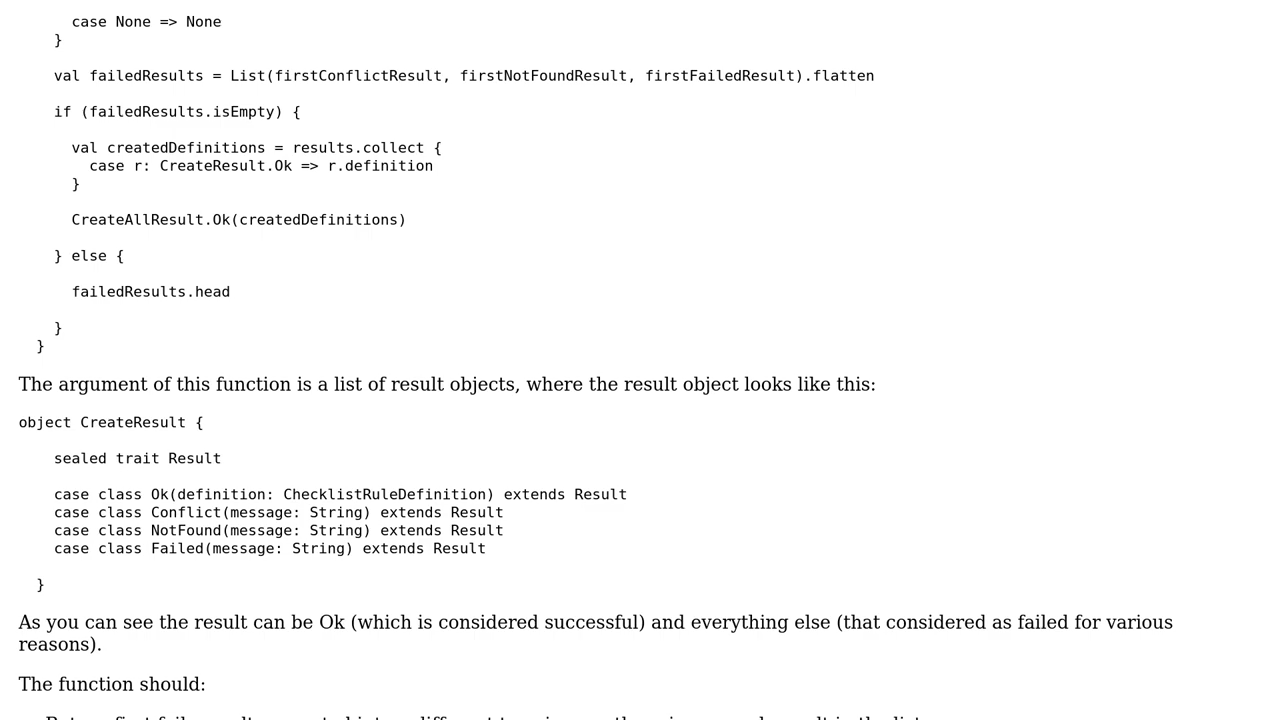 case None => None
}
val failedResults = List(firstConflictResult, firstNotFoundResult, firstFailedResult).flatten
if (failedResults.isEmpty) {
val createdDefinitions = results.collect {
case r: CreateResult.Ok => r.definition
}
CreateAllResult.Ok(createdDefinitions)
} else {
failedResults.head
}
}
The argument of this function is a list of result objects, where the result object looks like this:
object CreateResult {
sealed trait Result
case class Ok(definition: ChecklistRuleDefinition) extends Result
case class Conflict(message: String) extends Result
case class NotFound(message: String) extends Result
case class Failed(message: String) extends Result
}
As you can see the result can be Ok (which is considered successful) and everything else (that considered as failed for various
reasons).
The function should: